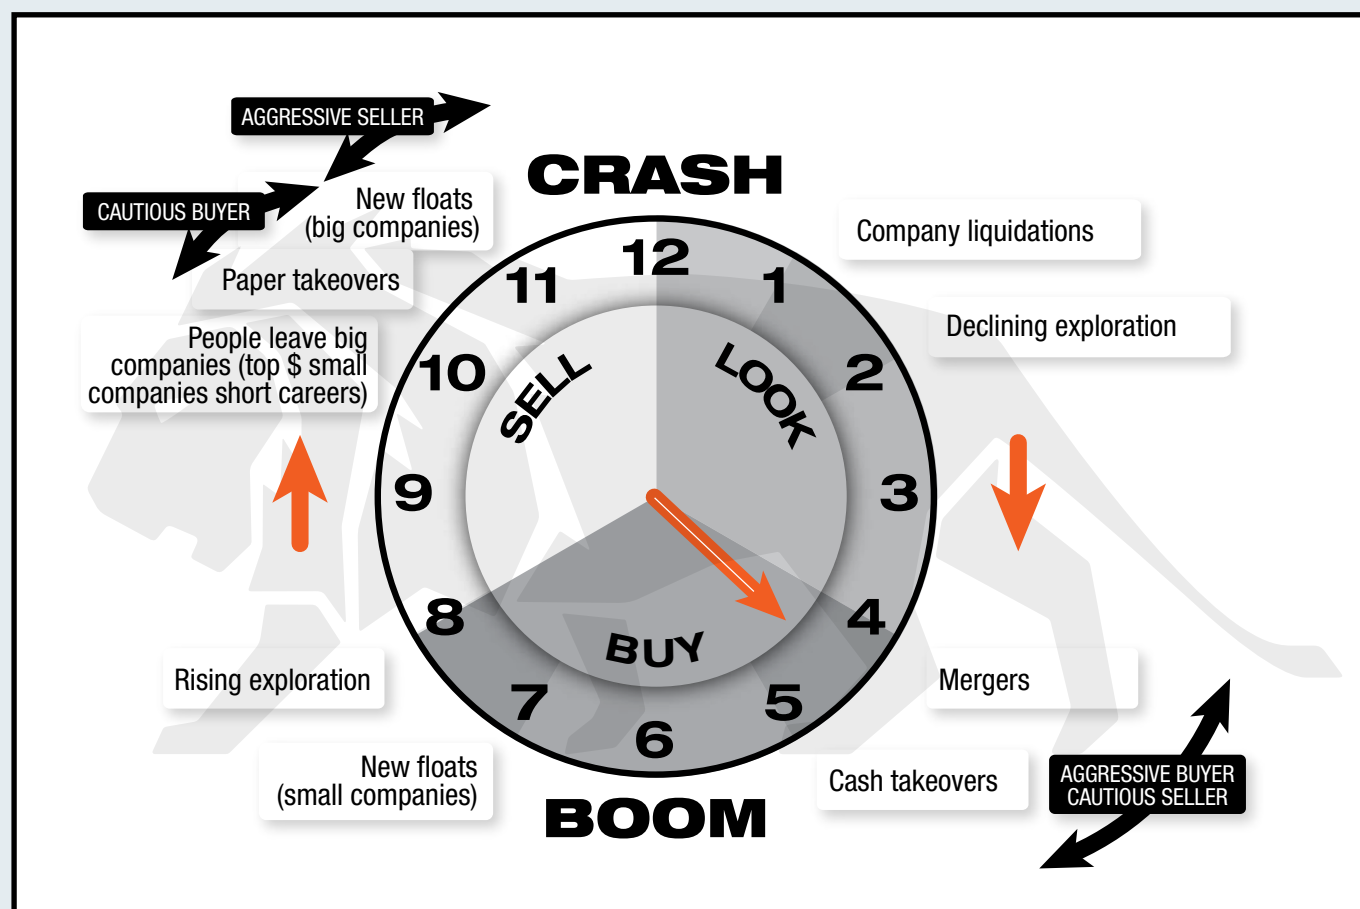 AGGRESSIVE SELLER
CAUTIOUS BUYER
New floats
(big companies)
Paper takeovers
People leave big
companies (top $ small
companies short careers)
CRASH
Company liquidations
Declining exploration
12
1
2
3
4
5
6
7
8
9
10
11
SELL
LOOK
BUY
Rising exploration
New floats
(small companies)
BOOM
Mergers
Cash takeovers
AGGRESSIVE BUYER
CAUTIOUS SELLER